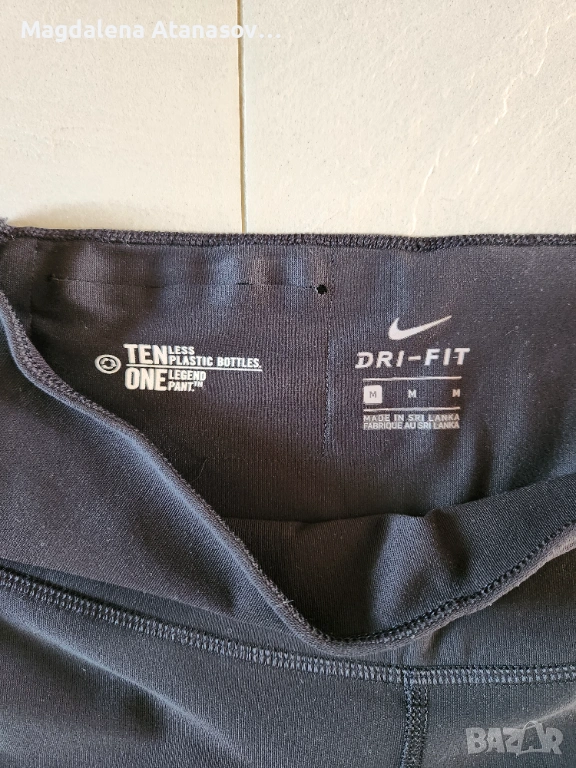 Magdalena Atanasov...
TEN LESS PLASTIC BOTTLES.
ONE LEGEND PANT.™
DRI-FIT
M M M
MADE IN SRI LANKA
FABRIQUE AU SRI LANKA
BAZAR